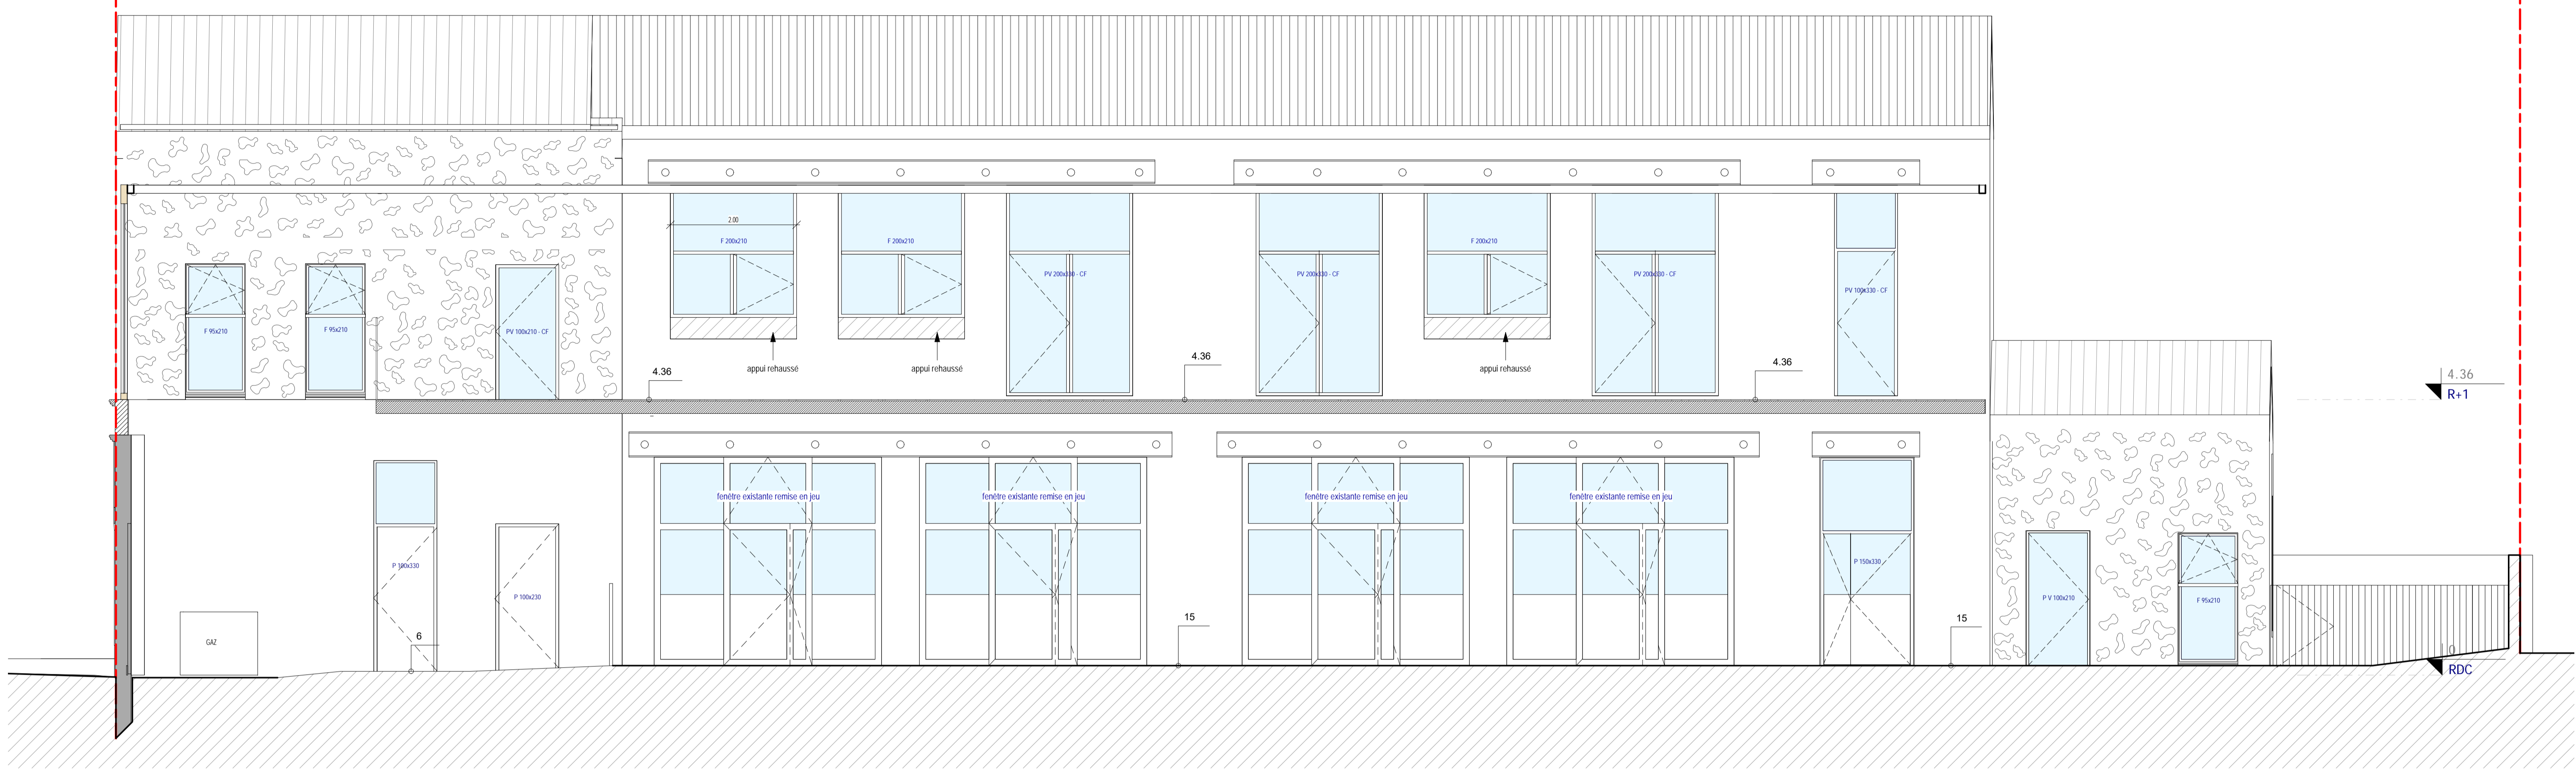 2.00
F 200x210
F 200x210
F 200x210
PV 200x330 - CF
PV 200x330 - CF
PV 200x330 - CF
PV 100x330 - CF
F 95x210
F 95x210
PV 100x210 - CF
appui rehaussé
appui rehaussé
appui rehaussé
4.36
4.36
4.36
4.36
R+1
fenêtre existante remise en jeu
fenêtre existante remise en jeu
fenêtre existante remise en jeu
fenêtre existante remise en jeu
P 100x330
P 150x330
P 100x230
P V 100x210
F 95x210
GAZ
6
15
15
0
RDC